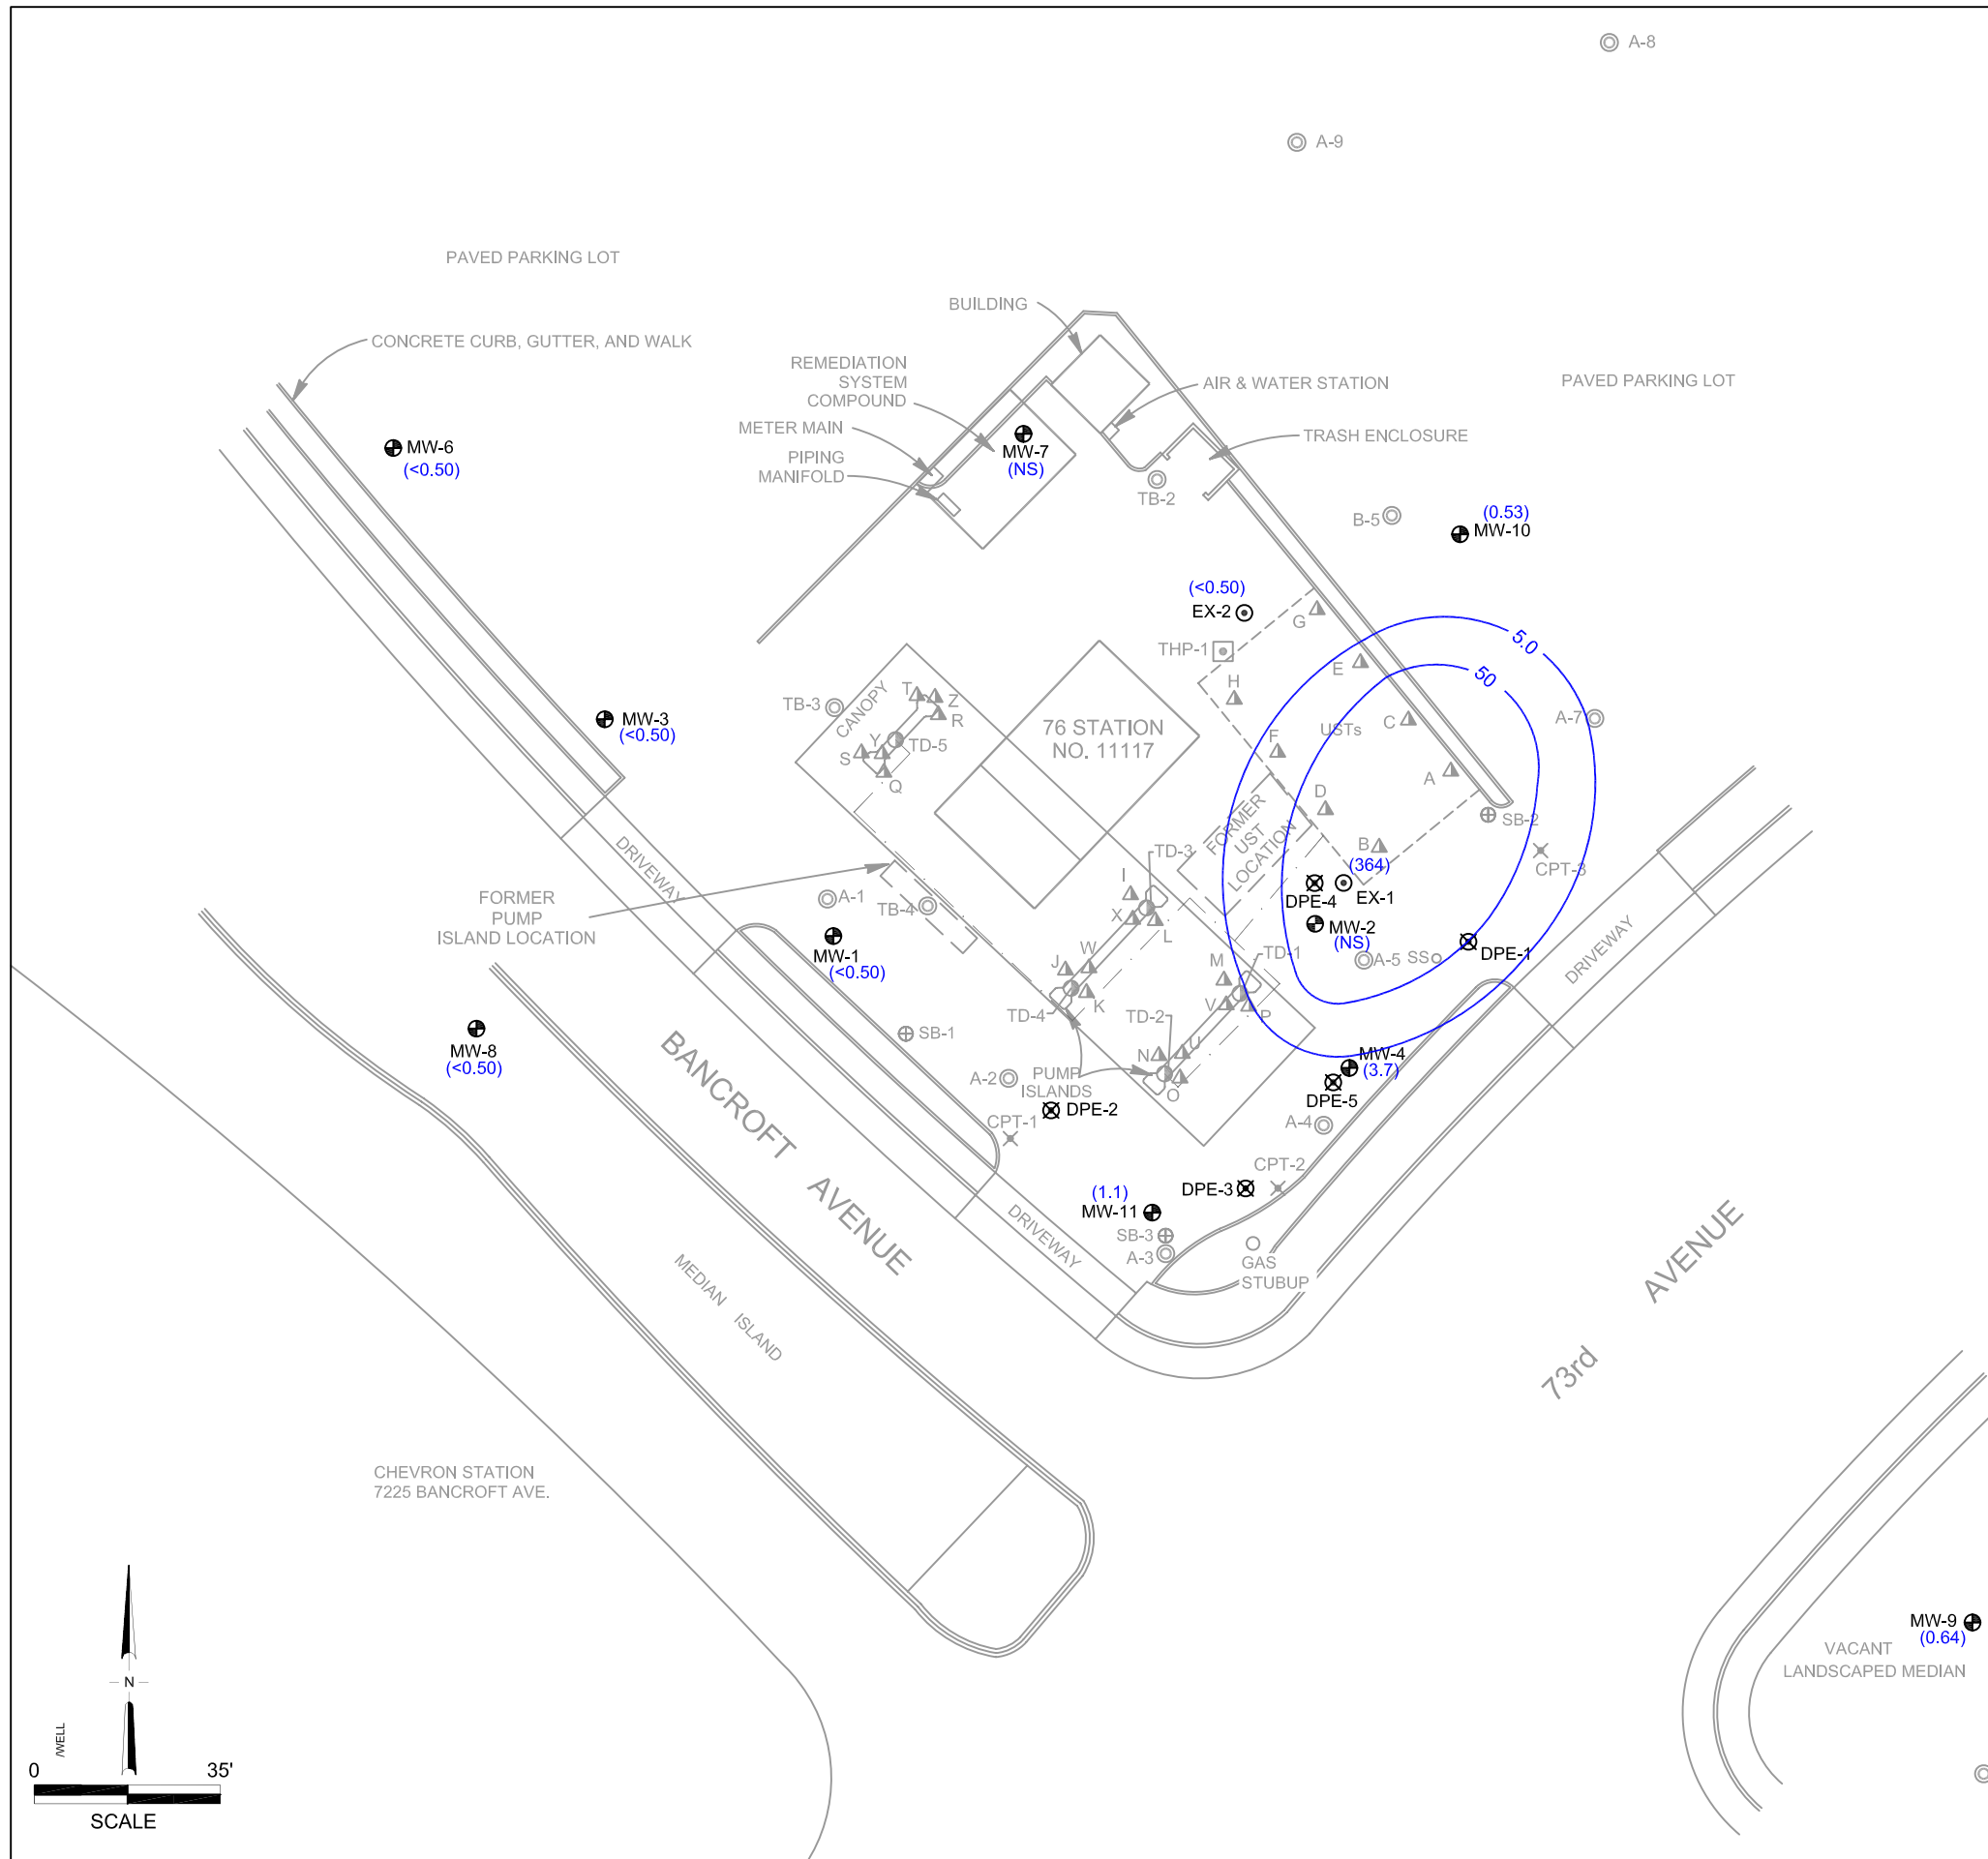 A-8
A-9
PAVED PARKING LOT
BUILDING
CONCRETE CURB, GUTTER, AND WALK
REMEDIATION
SYSTEM
COMPOUND
AIR & WATER STATION
PAVED PARKING LOT
METER MAIN
TRASH ENCLOSURE
MW-6
(<0.50)
MW-7
(NS)
PIPING
MANIFOLD
TB-2
B-5
(0.53)
MW-10
(<0.50)
EX-2
G
THP-1
E
5.0
50
H
TB-3
CANOPY
T
Z
R
MW-3
(<0.50)
76 STATION
NO. 11117
USTs
C
A-7
Y
TD-5
S
Q
F
A
D
FORMER
UST
LOCATION
SB-2
B
(364)
TD-3
CPT-3
DRIVEWAY
FORMER
PUMP
ISLAND LOCATION
A-1
TB-4
I
X
L
DPE-4
EX-1
MW-2
(NS)
MW-1
(<0.50)
W
J
K
TD-1
M
A-5
SS
DPE-1
DRIVEWAY
V
P
TD-4
TD-2
MW-8
(<0.50)
SB-1
N
U
MW-4
(3.7)
A-2
PUMP
ISLANDS
O
DPE-5
DPE-2
A-4
CPT-1
CPT-2
BANCROFT AVENUE
DPE-3
(1.1)
MW-11
SB-3
A-3
DRIVEWAY
GAS
STUBUP
MEDIAN ISLAND
73rd AVENUE
CHEVRON STATION
7225 BANCROFT AVE.
MW-9
(0.64)
VACANT
LANDSCAPED MEDIAN
N
/WELL
0 35'
SCALE